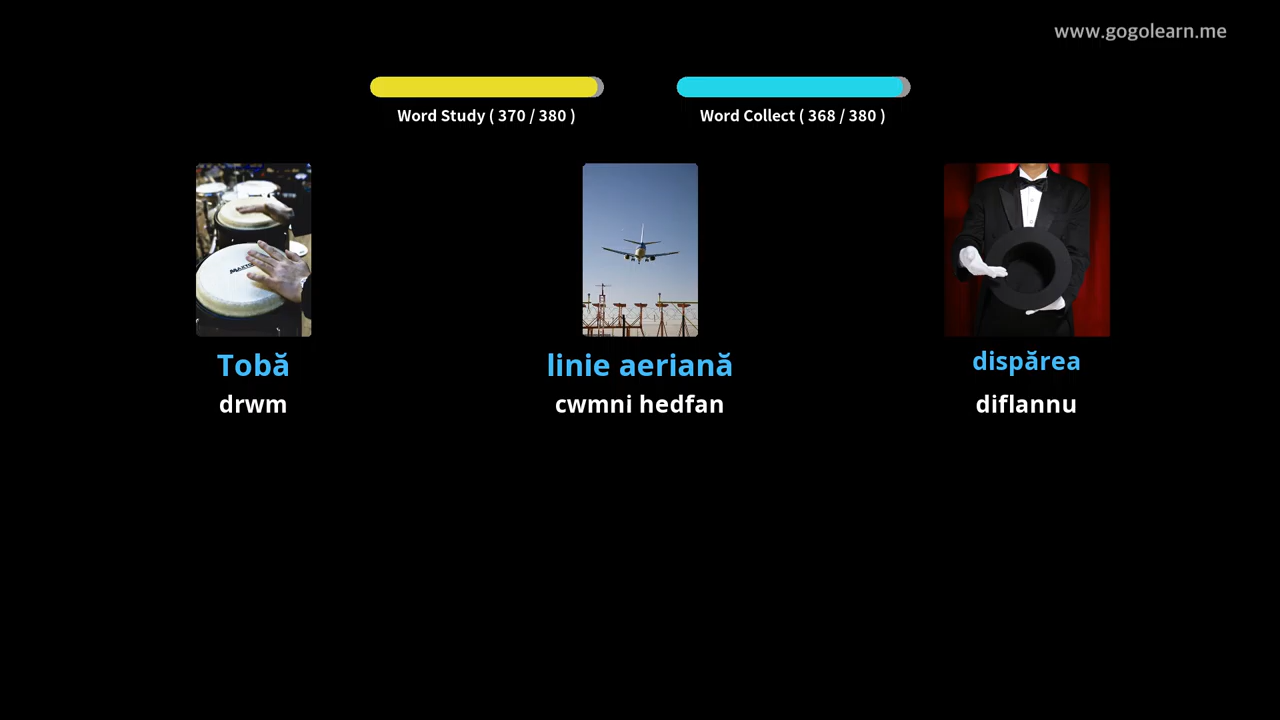 www.gogolearn.me
Word Study ( 370 / 380 )
Word Collect ( 368 / 380 )
Tobă
linie aeriană
dispărea
drwm
cwmni hedfan
diflannu